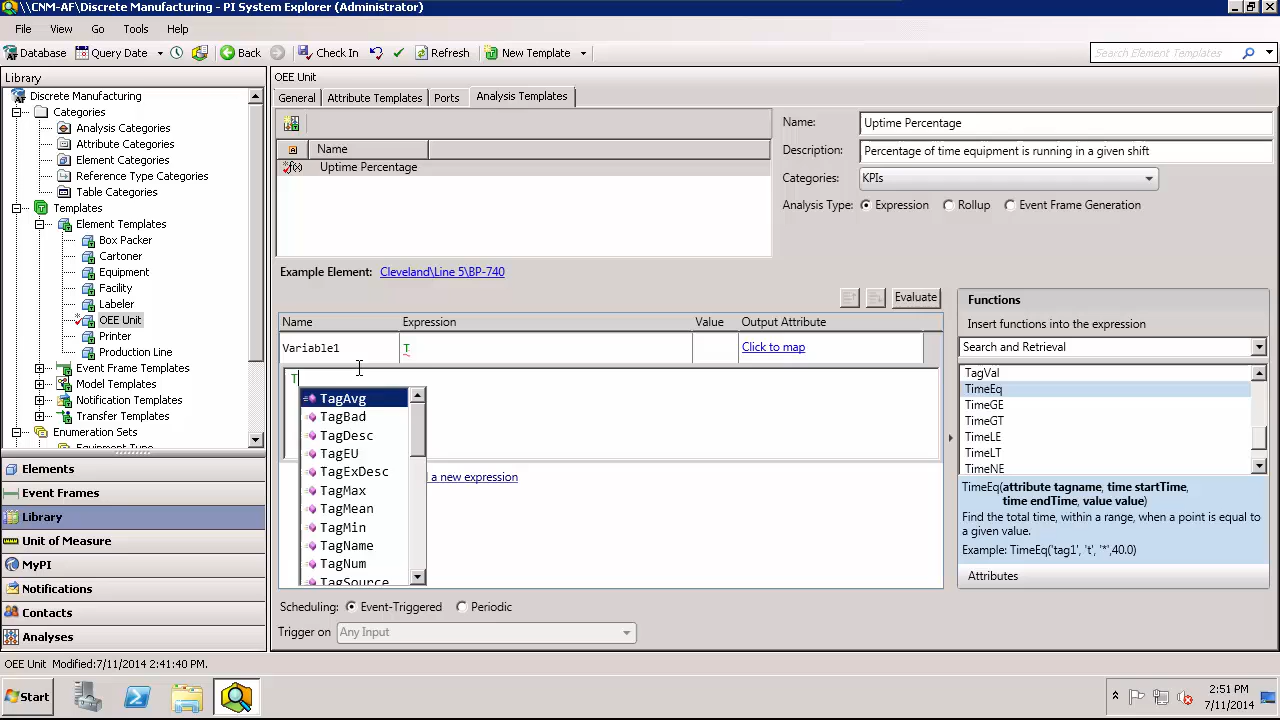 \\CNM-AF\Discrete Manufacturing - PI System Explorer (Administrator)
File View Go Tools Help
Database Query Date Back Check In Refresh New Template Search Element Templates
Library
Discrete Manufacturing
Categories
Analysis Categories
Attribute Categories
Element Categories
Reference Type Categories
Table Categories
Templates
Element Templates
Box Packer
Cartoner
Equipment
Facility
Labeler
OEE Unit
Printer
Production Line
Event Frame Templates
Model Templates
Notification Templates
Transfer Templates
Enumeration Sets
Elements
Event Frames
Library
Unit of Measure
MyPI
Notifications
Contacts
Analyses
OEE Unit
General Attribute Templates Ports Analysis Templates
Name
Uptime Percentage
Name: Uptime Percentage
Description: Percentage of time equipment is running in a given shift
Categories: KPIs
Analysis Type: Expression Rollup Event Frame Generation
Example Element: Cleveland\Line 5\BP-740
Evaluate
Name Expression Value Output Attribute
Variable1 T Click to map
T
TagAvg
TagBad
TagDesc
TagEU
TagExDesc
TagMax
TagMean
TagMin
TagName
TagNum
TagSource
a new expression
Functions
Insert functions into the expression
Search and Retrieval
TagVal
TimeEq
TimeGE
TimeGT
TimeLE
TimeLT
TimeNE
TimeEq(attribute tagname, time startTime,
time endTime, value value)
Find the total time, within a range, when a point is equal to
a given value.
Example: TimeEq('tag1', 't', '*',40.0)
Attributes
Scheduling: Event-Triggered Periodic
Trigger on Any Input
OEE Unit Modified:7/11/2014 2:41:40 PM.
Start
2:51 PM
7/11/2014